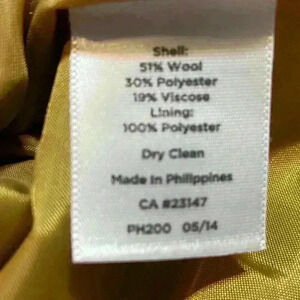 Shell:
51% Wool
30% Polyester
19% Viscose
Lining:
100% Polyester
Dry Clean
Made In Philippines
CA #23147
PH200 05/14